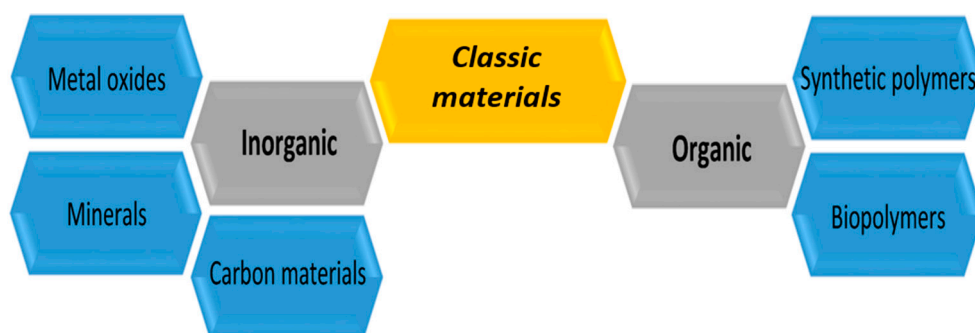 Classic
materials
Metal oxides
Inorganic
Minerals
Carbon materials
Organic
Synthetic polymers
Biopolymers